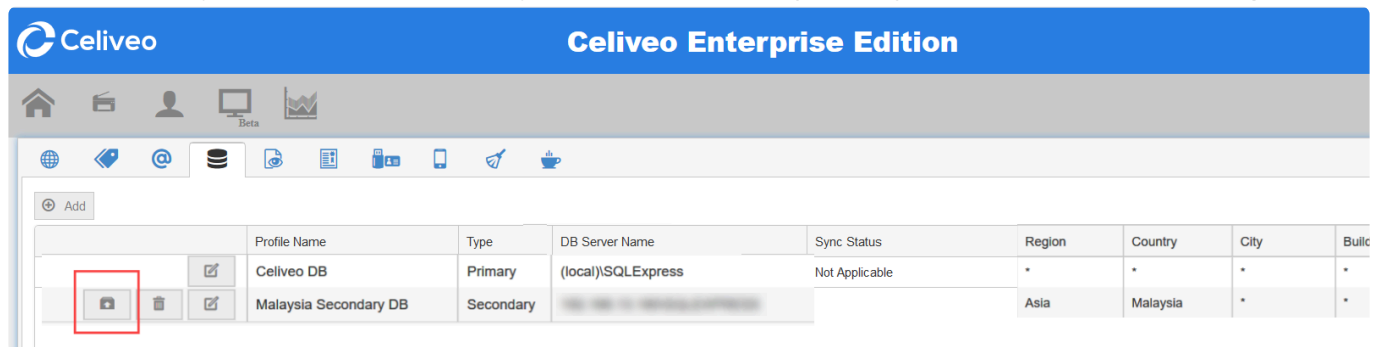 Celiveo
Celiveo Enterprise Edition
Beta
Add
Profile Name Type DB Server Name Sync Status Region Country City Build
Celiveo DB Primary (local)\SQLExpress Not Applicable * * * *
Malaysia Secondary DB Secondary Asia Malaysia * *